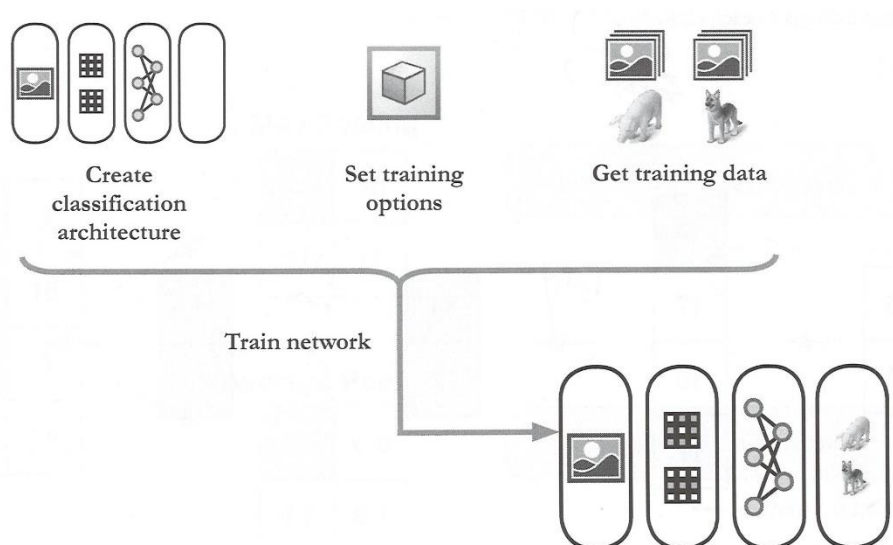 Create
classification
architecture
Set training
options
Get training data
Train network